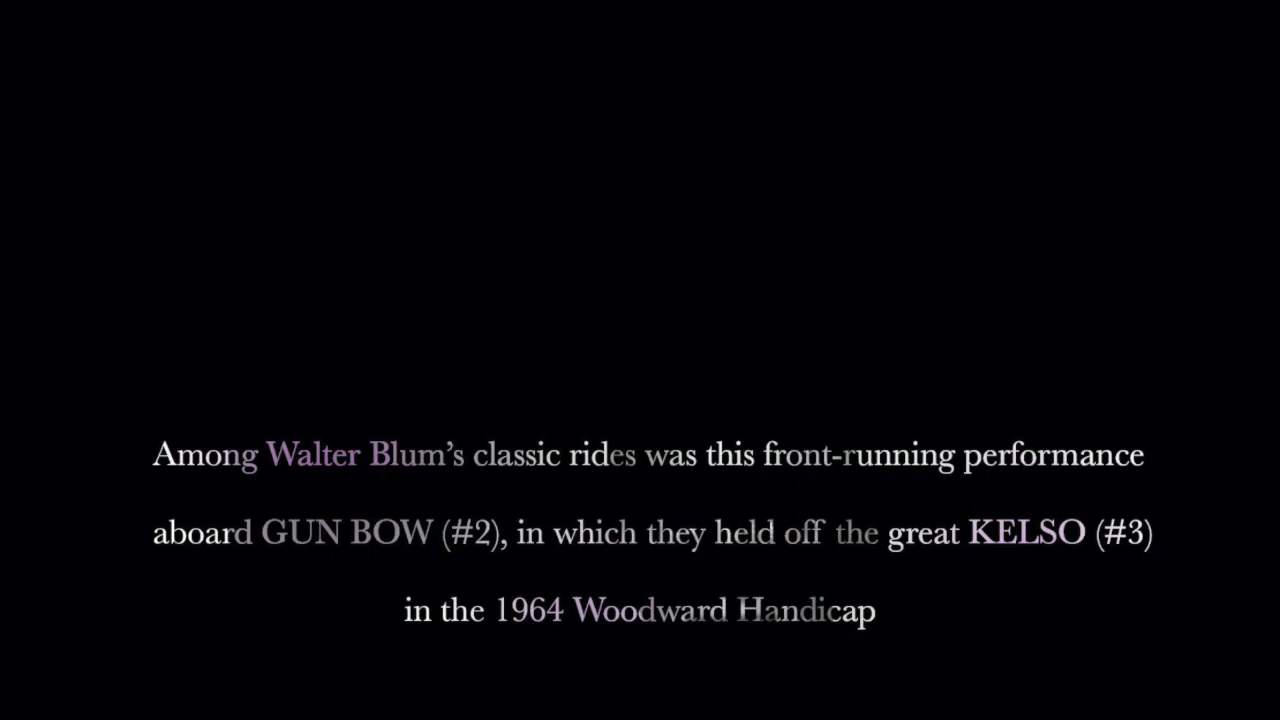 Among Walter Blum’s classic rides was this front-running performance
aboard GUN BOW (#2), in which they held off the great KELSO (#3)
in the 1964 Woodward Handicap